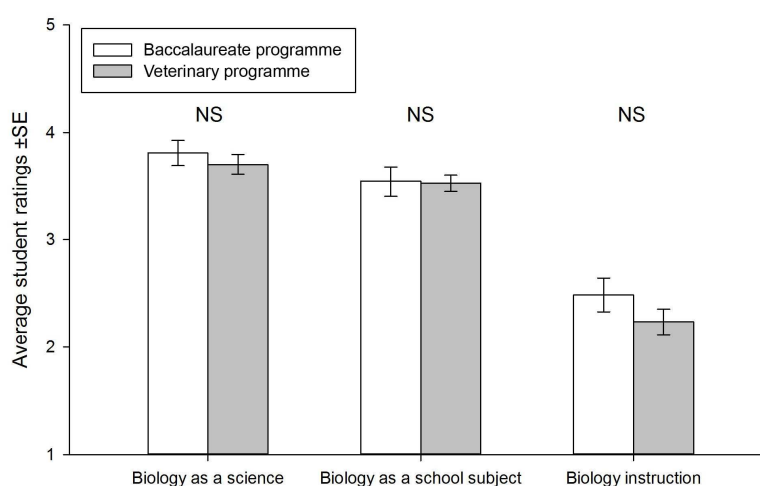 5
Baccalaureate programme
Veterinary programme
NS NS NS
4
3
2
1
Average student ratings ±SE
Biology as a science Biology as a school subject Biology instruction